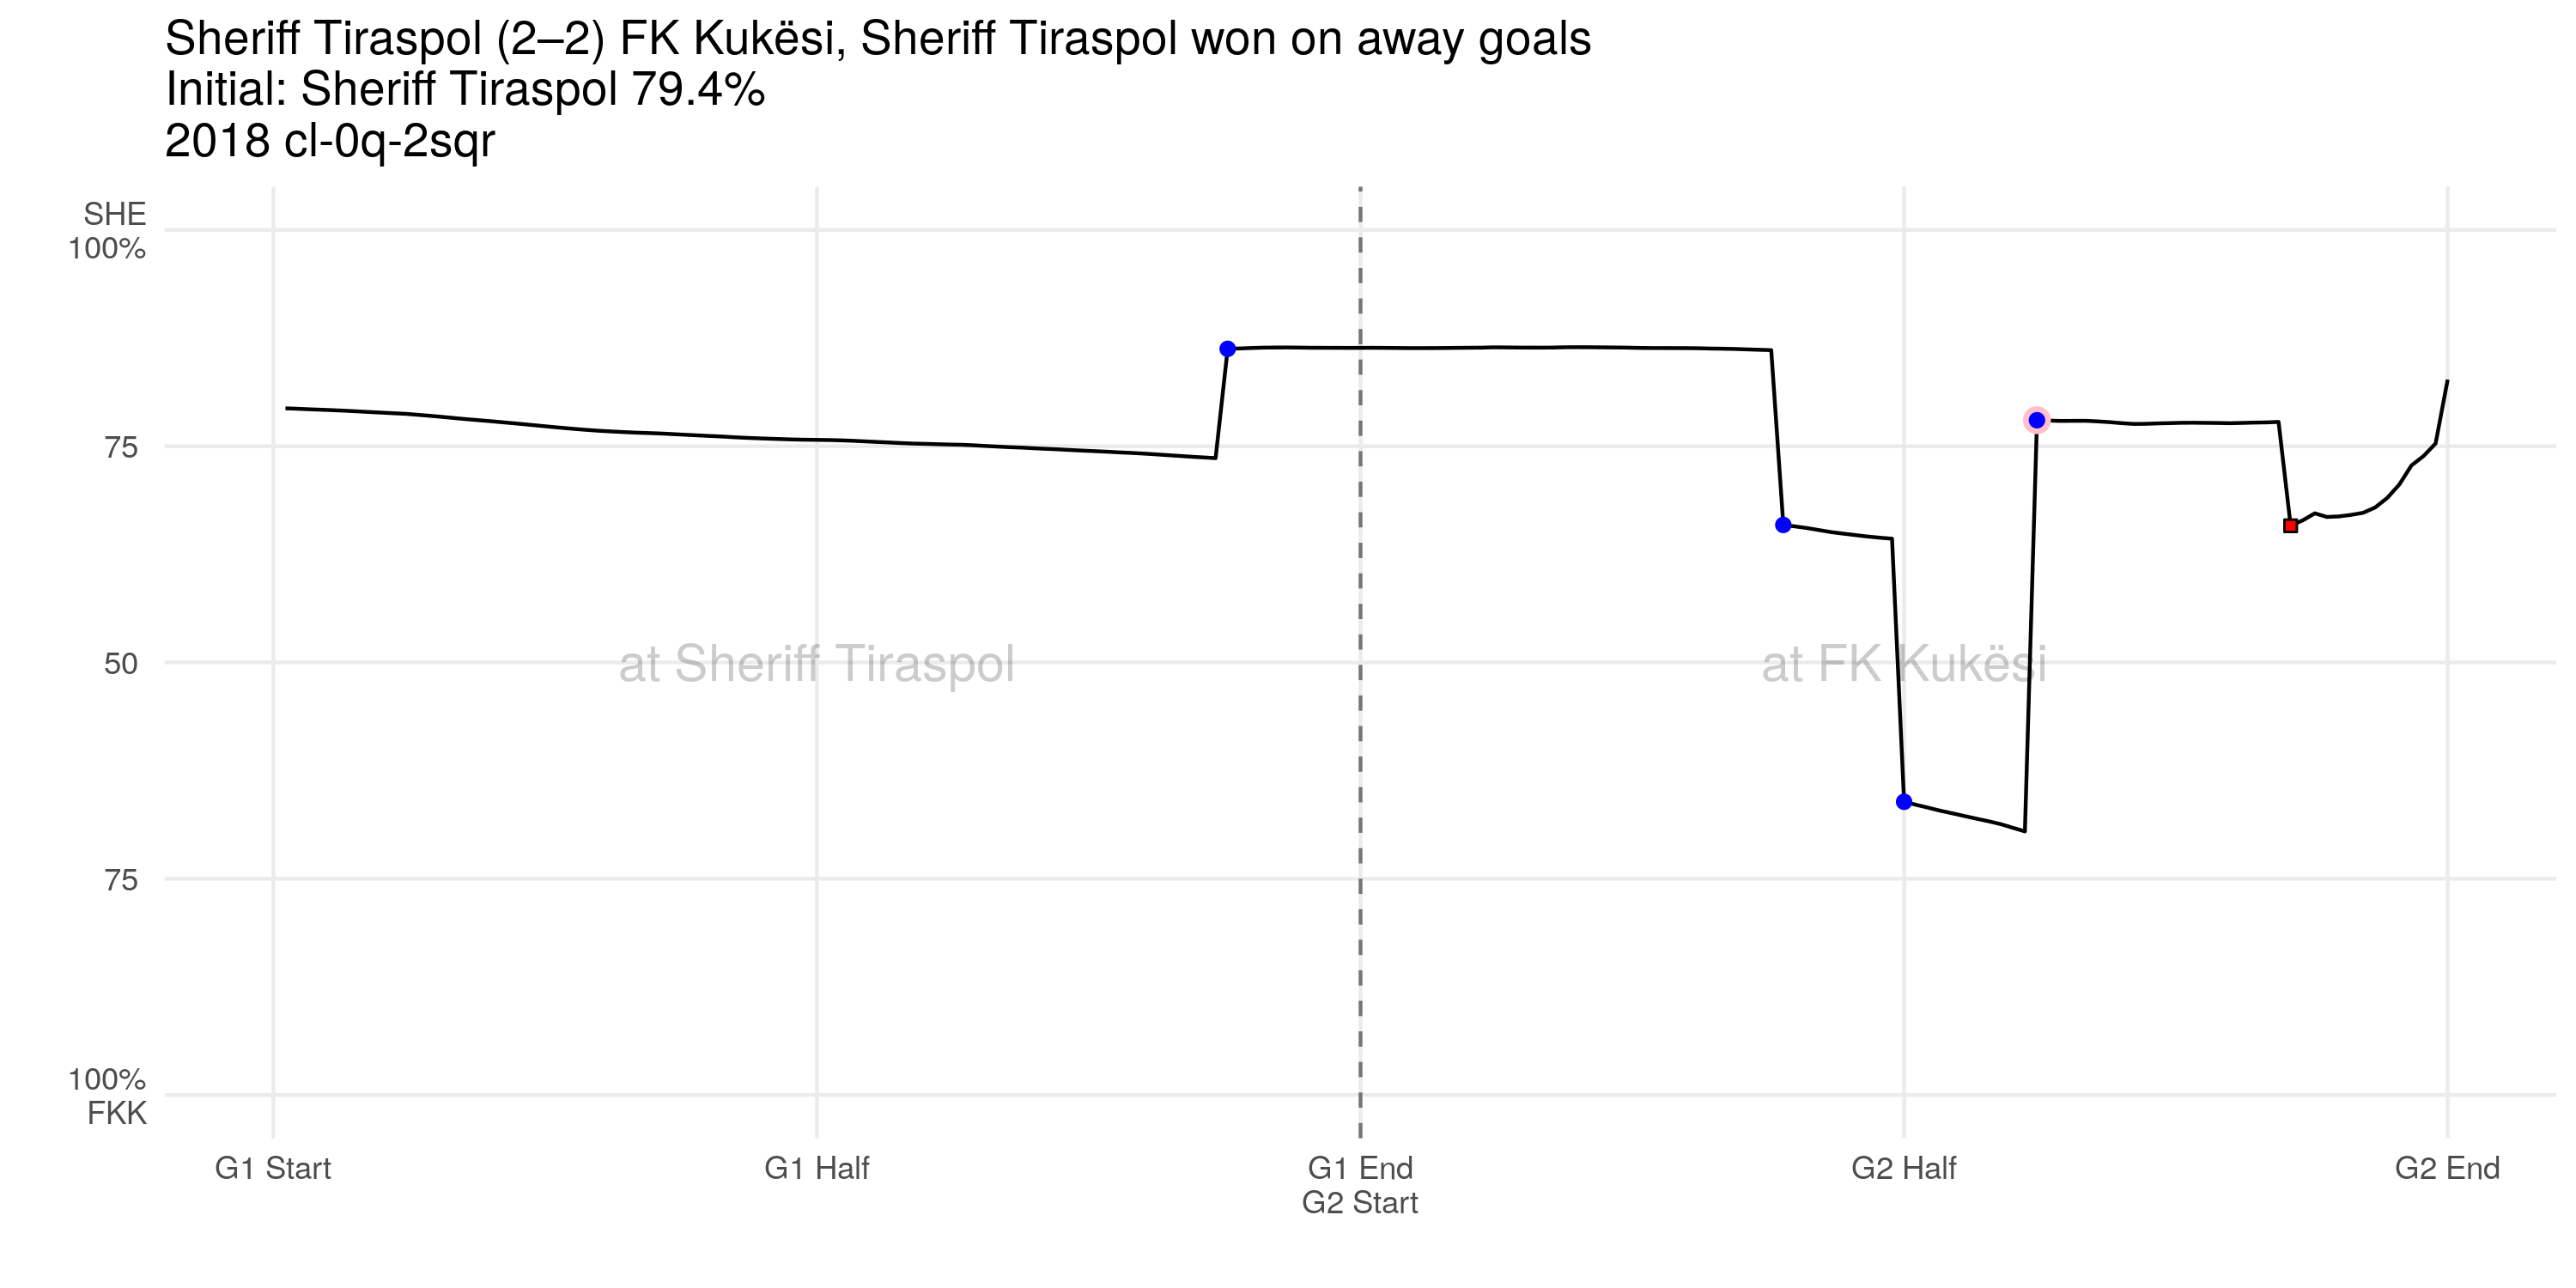 Sheriff Tiraspol (2–2) FK Kukësi, Sheriff Tiraspol won on away goals
Initial: Sheriff Tiraspol 79.4%
2018 cl-0q-2sqr
SHE
100%
75
50
75
100%
FKK
at Sheriff Tiraspol
at FK Kukësi
G1 Start
G1 Half
G1 End
G2 Start
G2 Half
G2 End